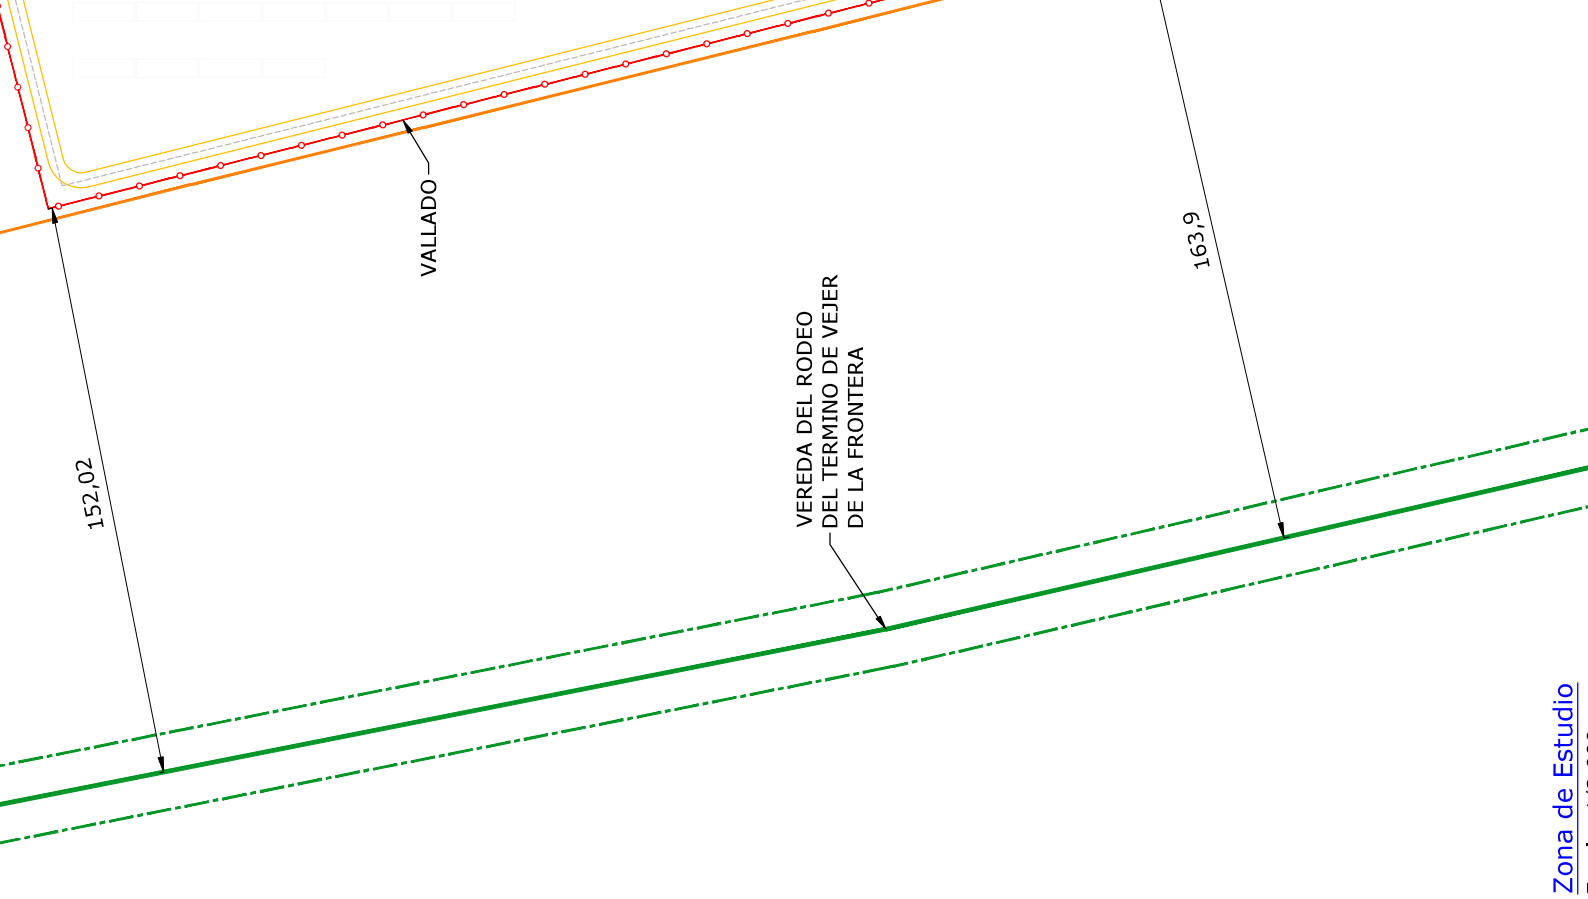 VALLADO
163,9
VEREDA DEL RODEO
DEL TERMINO DE VEJER
DE LA FRONTERA
152,02
Zona de Estudio